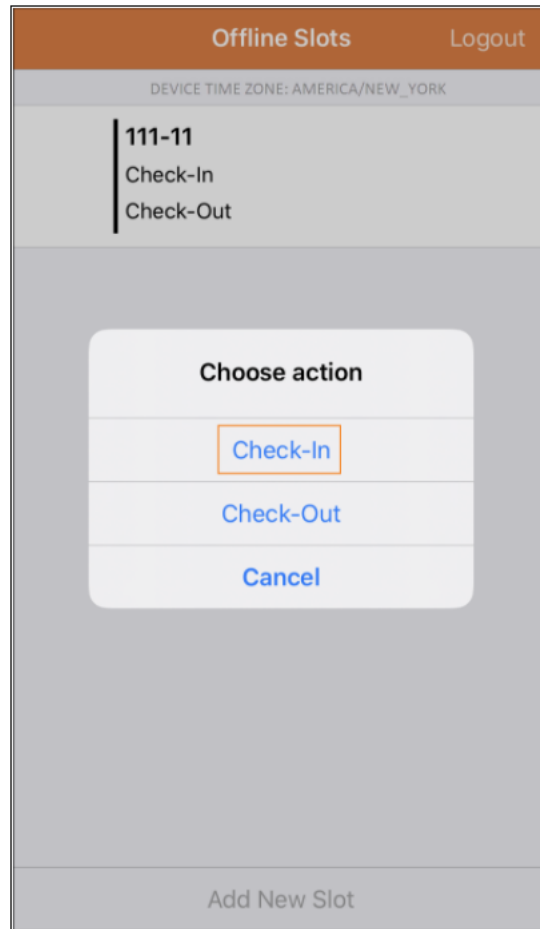 Offline Slots Logout
DEVICE TIME ZONE: AMERICA/NEW_YORK
111-11
Check-In
Check-Out
Choose action
Check-In
Check-Out
Cancel
Add New Slot